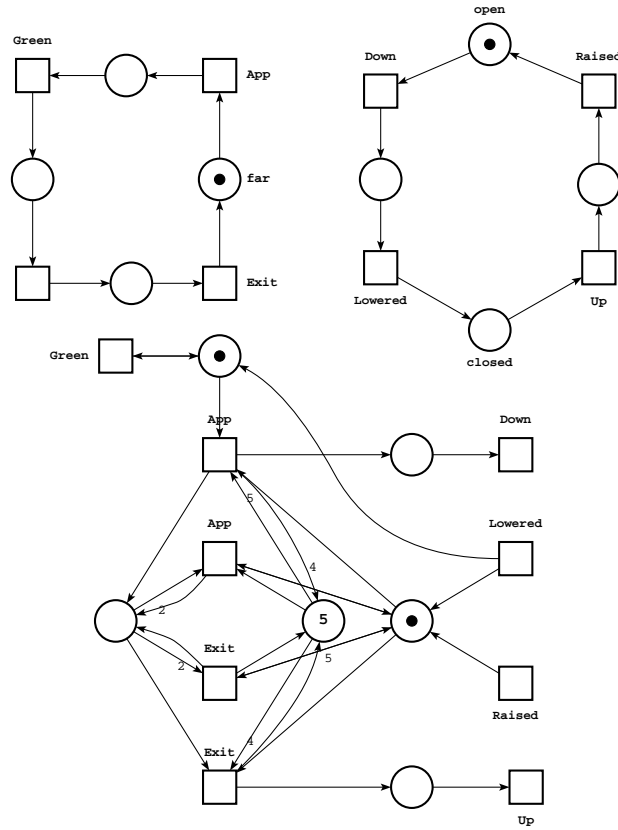 open
Green
Down
Raised
App
far
Exit
Lowered
Up
closed
Green
App
Down
5
App
Lowered
4
2
5
Exit
2
5
Raised
Exit
4
Up